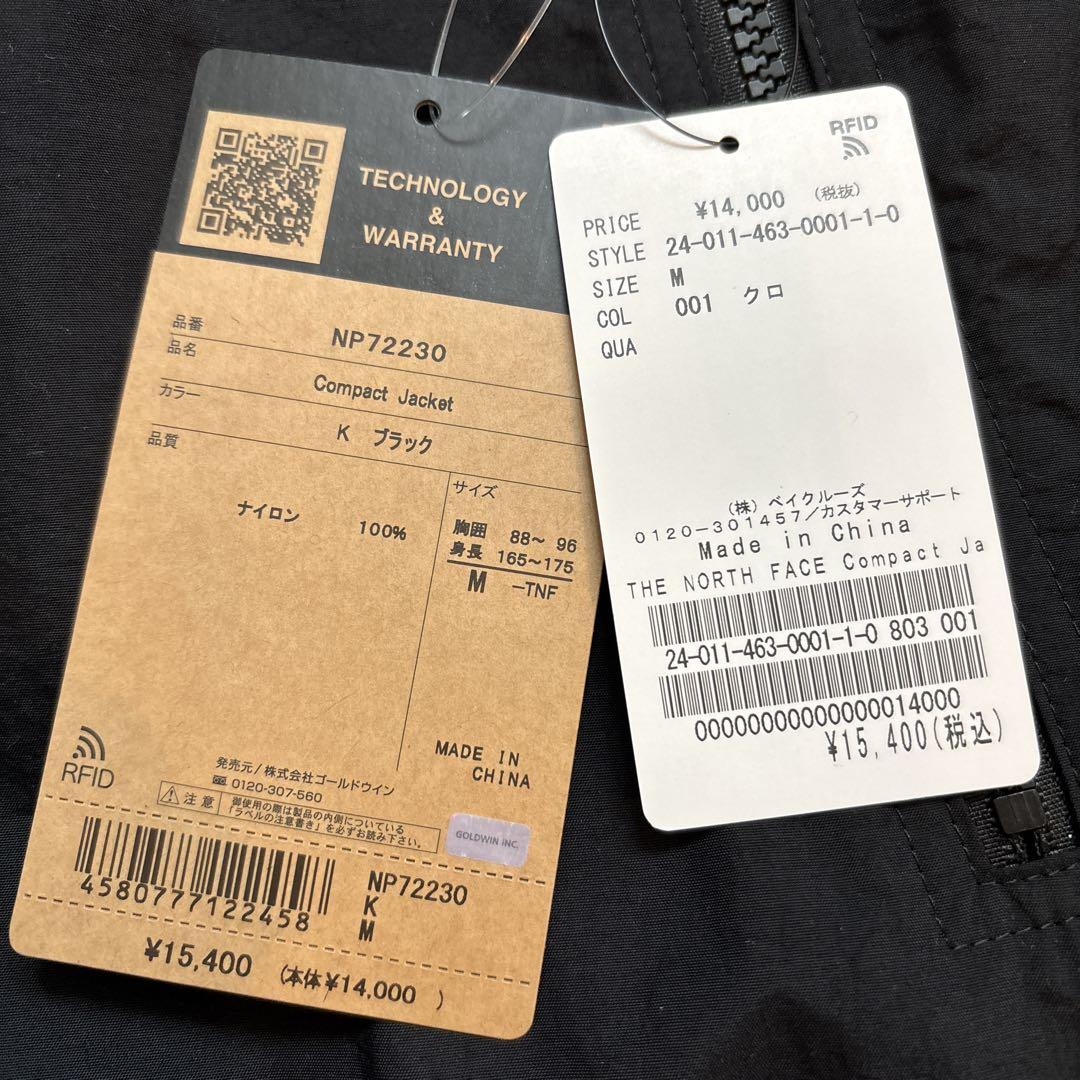 TECHNOLOGY
&
WARRANTY
品番 NP72230
品名 Compact Jacket
カラー K ブラック
品質
ナイロン 100%
サイズ
胸囲 88〜 96
身長 165〜175
M -TNF
MADE IN
CHINA
RFID
発売元/株式会社ゴールドウイン
0120-307-560
注意
御使用の際は製品の内側についている
「ラベルの注意書き」を必ずお読み下さい。
GOLDWIN INC.
4580777122458
NP72230
K
M
¥15,400 (本体¥14,000 )
RFID
PRICE ¥14,000 (税抜)
STYLE 24-011-463-0001-1-0
SIZE M
COL 001 クロ
QUA
(株) ベイクルーズ
0120-301457/カスタマーサポート
Made in China
THE NORTH FACE Compact Ja
24-011-463-0001-1-0 803 001
00000000000000014000
¥15,400(税込)